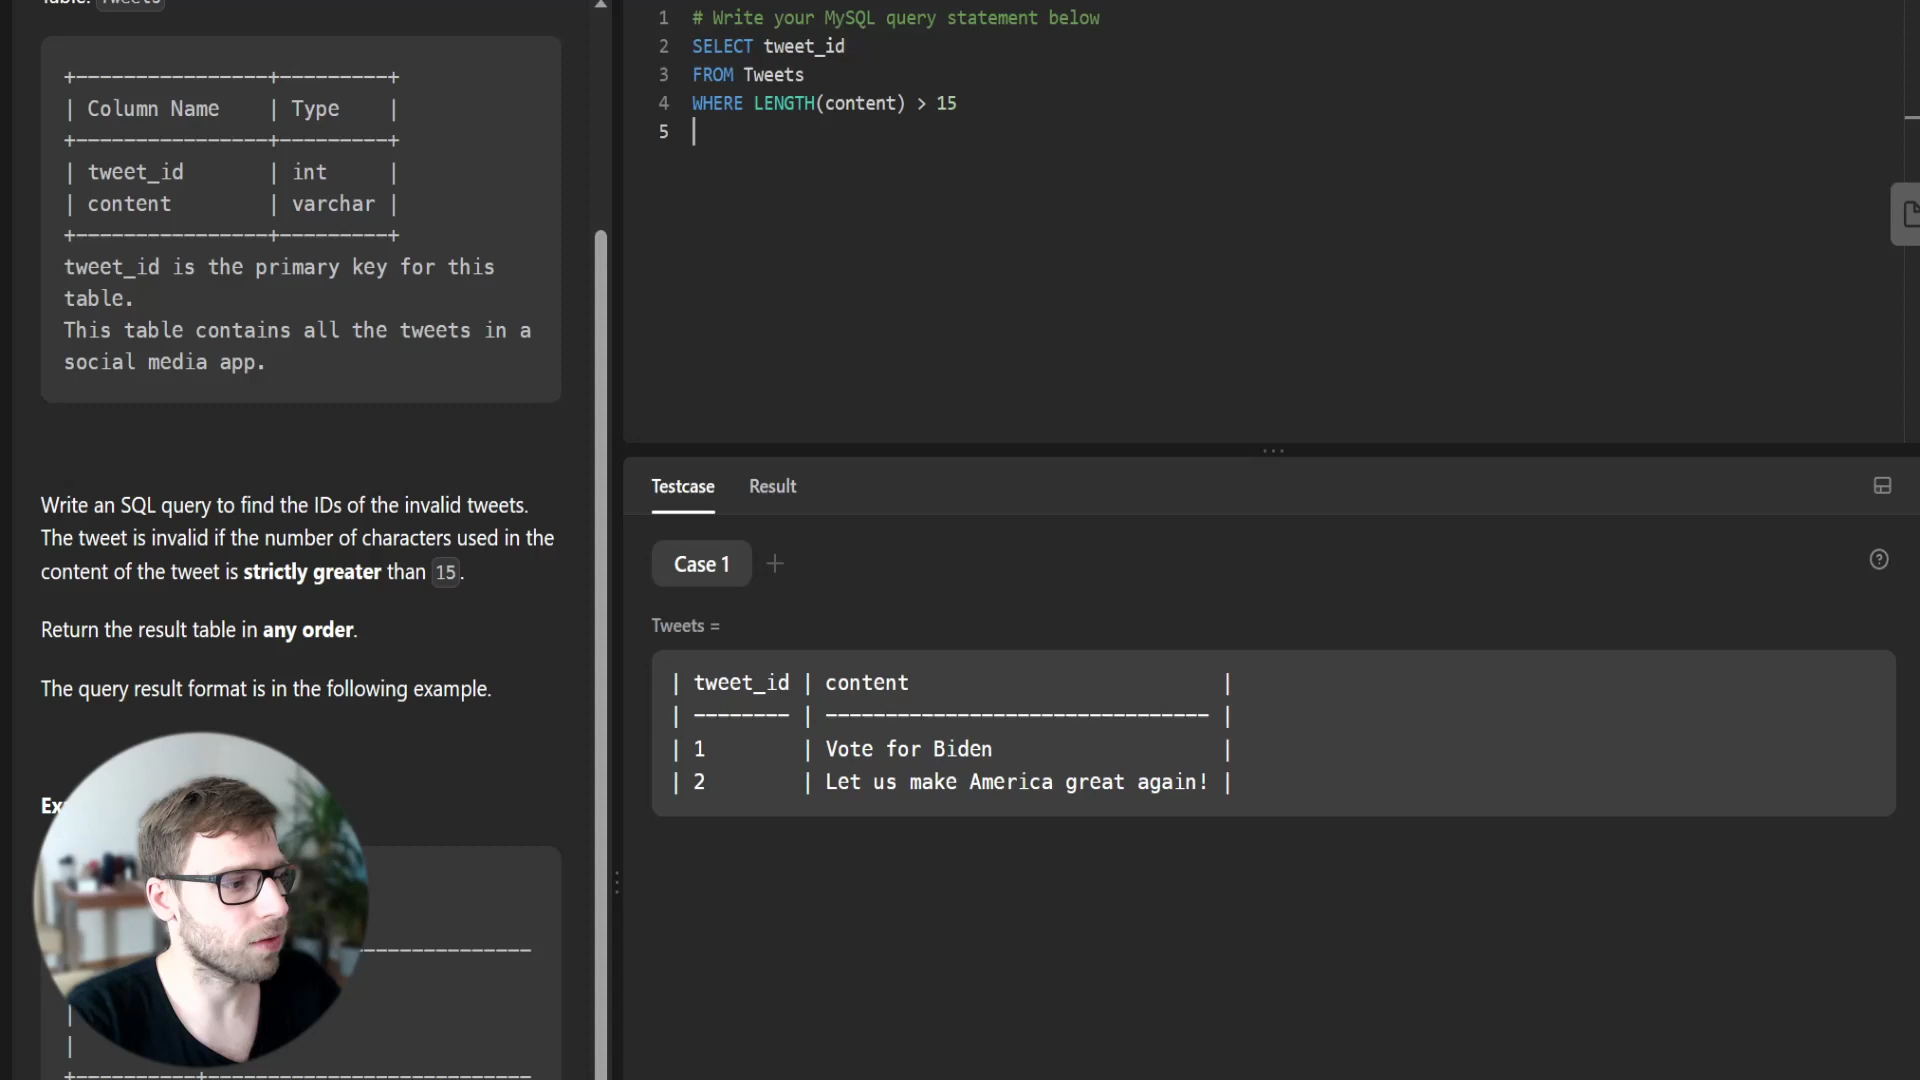 Table: Tweets
+----------------+---------+
| Column Name    | Type    |
+----------------+---------+
| tweet_id       | int     |
| content        | varchar |
+----------------+---------+
tweet_id is the primary key for this
table.
This table contains all the tweets in a
social media app.
Write an SQL query to find the IDs of the invalid tweets.
The tweet is invalid if the number of characters used in the
content of the tweet is strictly greater than 15.
Return the result table in any order.
The query result format is in the following example.
1 # Write your MySQL query statement below
2 SELECT tweet_id
3 FROM Tweets
4 WHERE LENGTH(content) > 15
5
Testcase Result
Case 1 +
Tweets =
| tweet_id | content                          |
| -------- | -------------------------------- |
| 1        | Vote for Biden                   |
| 2        | Let us make America great again! |